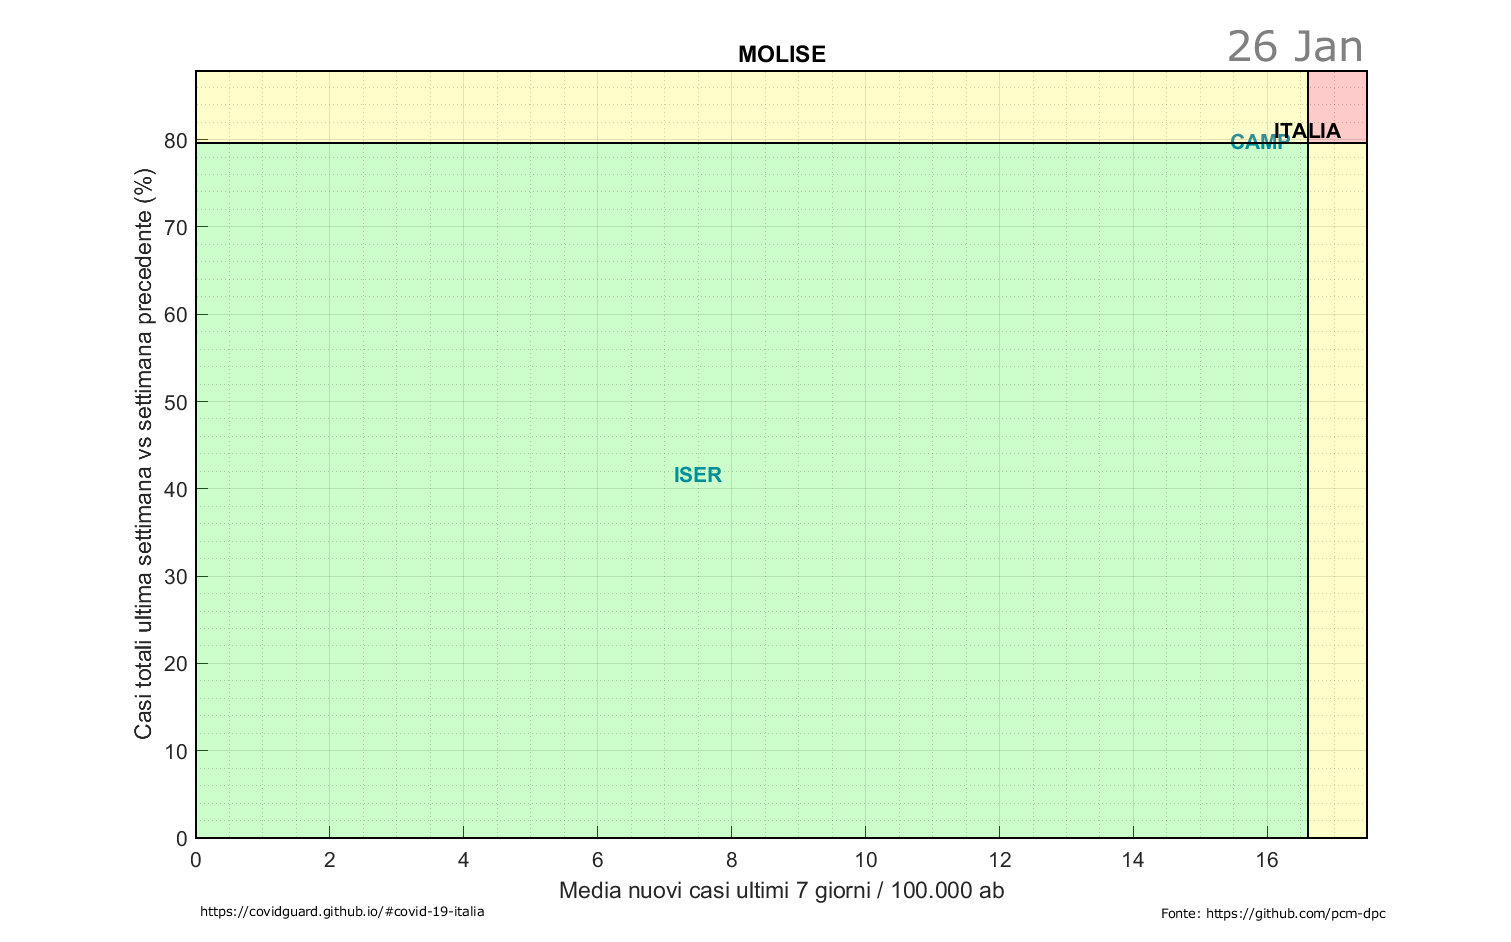 26 Jan
MOLISE
ITALIA
CAMP
ISER
Casi totali ultima settimana vs settimana precedente (%)
80
70
60
50
40
30
20
10
0
0 2 4 6 8 10 12 14 16
Media nuovi casi ultimi 7 giorni / 100.000 ab
https://covidguard.github.io/#covid-19-italia
Fonte: https://github.com/pcm-dpc